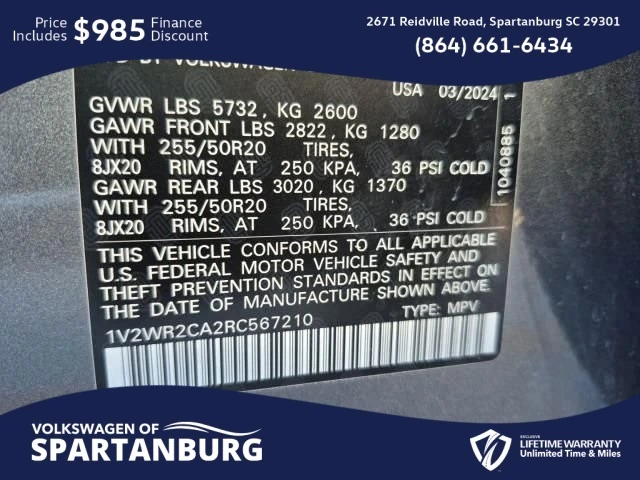 Price Includes $985 Finance Discount
2671 Reidville Road, Spartanburg SC 29301
(864) 661-6434
BY VOLKSWAGEN
USA 03/2024
GVWR LBS 5732, KG 2600
GAWR FRONT LBS 2822, KG 1280
WITH 255/50R20 TIRES,
8JX20 RIMS, AT 250 KPA, 36 PSI COLD
GAWR REAR LBS 3020, KG 1370
WITH 255/50R20 TIRES,
8JX20 RIMS, AT 250 KPA, 36 PSI COLD
1040885 1
THIS VEHICLE CONFORMS TO ALL APPLICABLE
U.S. FEDERAL MOTOR VEHICLE SAFETY AND
THEFT PREVENTION STANDARDS IN EFFECT ON
THE DATE OF MANUFACTURE SHOWN ABOVE.
1V2WR2CA2RC567210 TYPE: MPV
VOLKSWAGEN OF
SPARTANBURG
EXCLUSIVE
LIFETIME WARRANTY
Unlimited Time & Miles